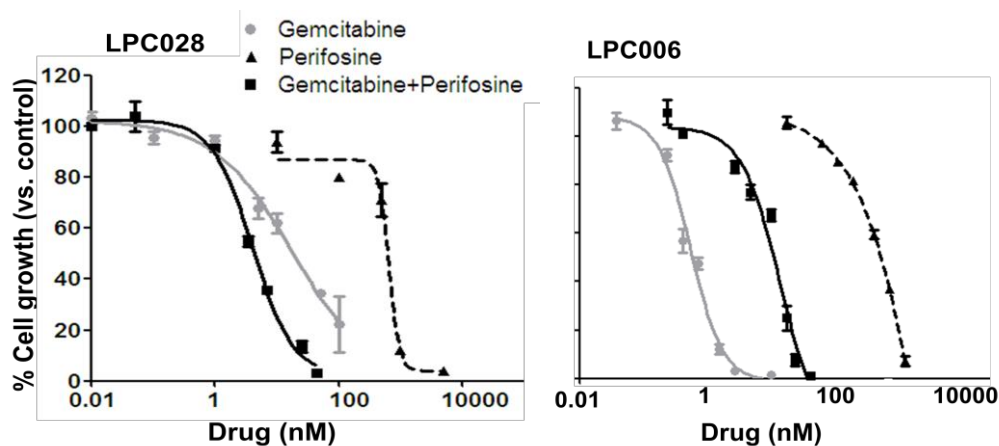 LPC028
Gemcitabine
Perifosine
Gemcitabine+Perifosine
% Cell growth (vs. control)
120
100
80
60
40
20
0
0.01 1 100 10000
Drug (nM)
LPC006
0.01 1 100 10000
Drug (nM)